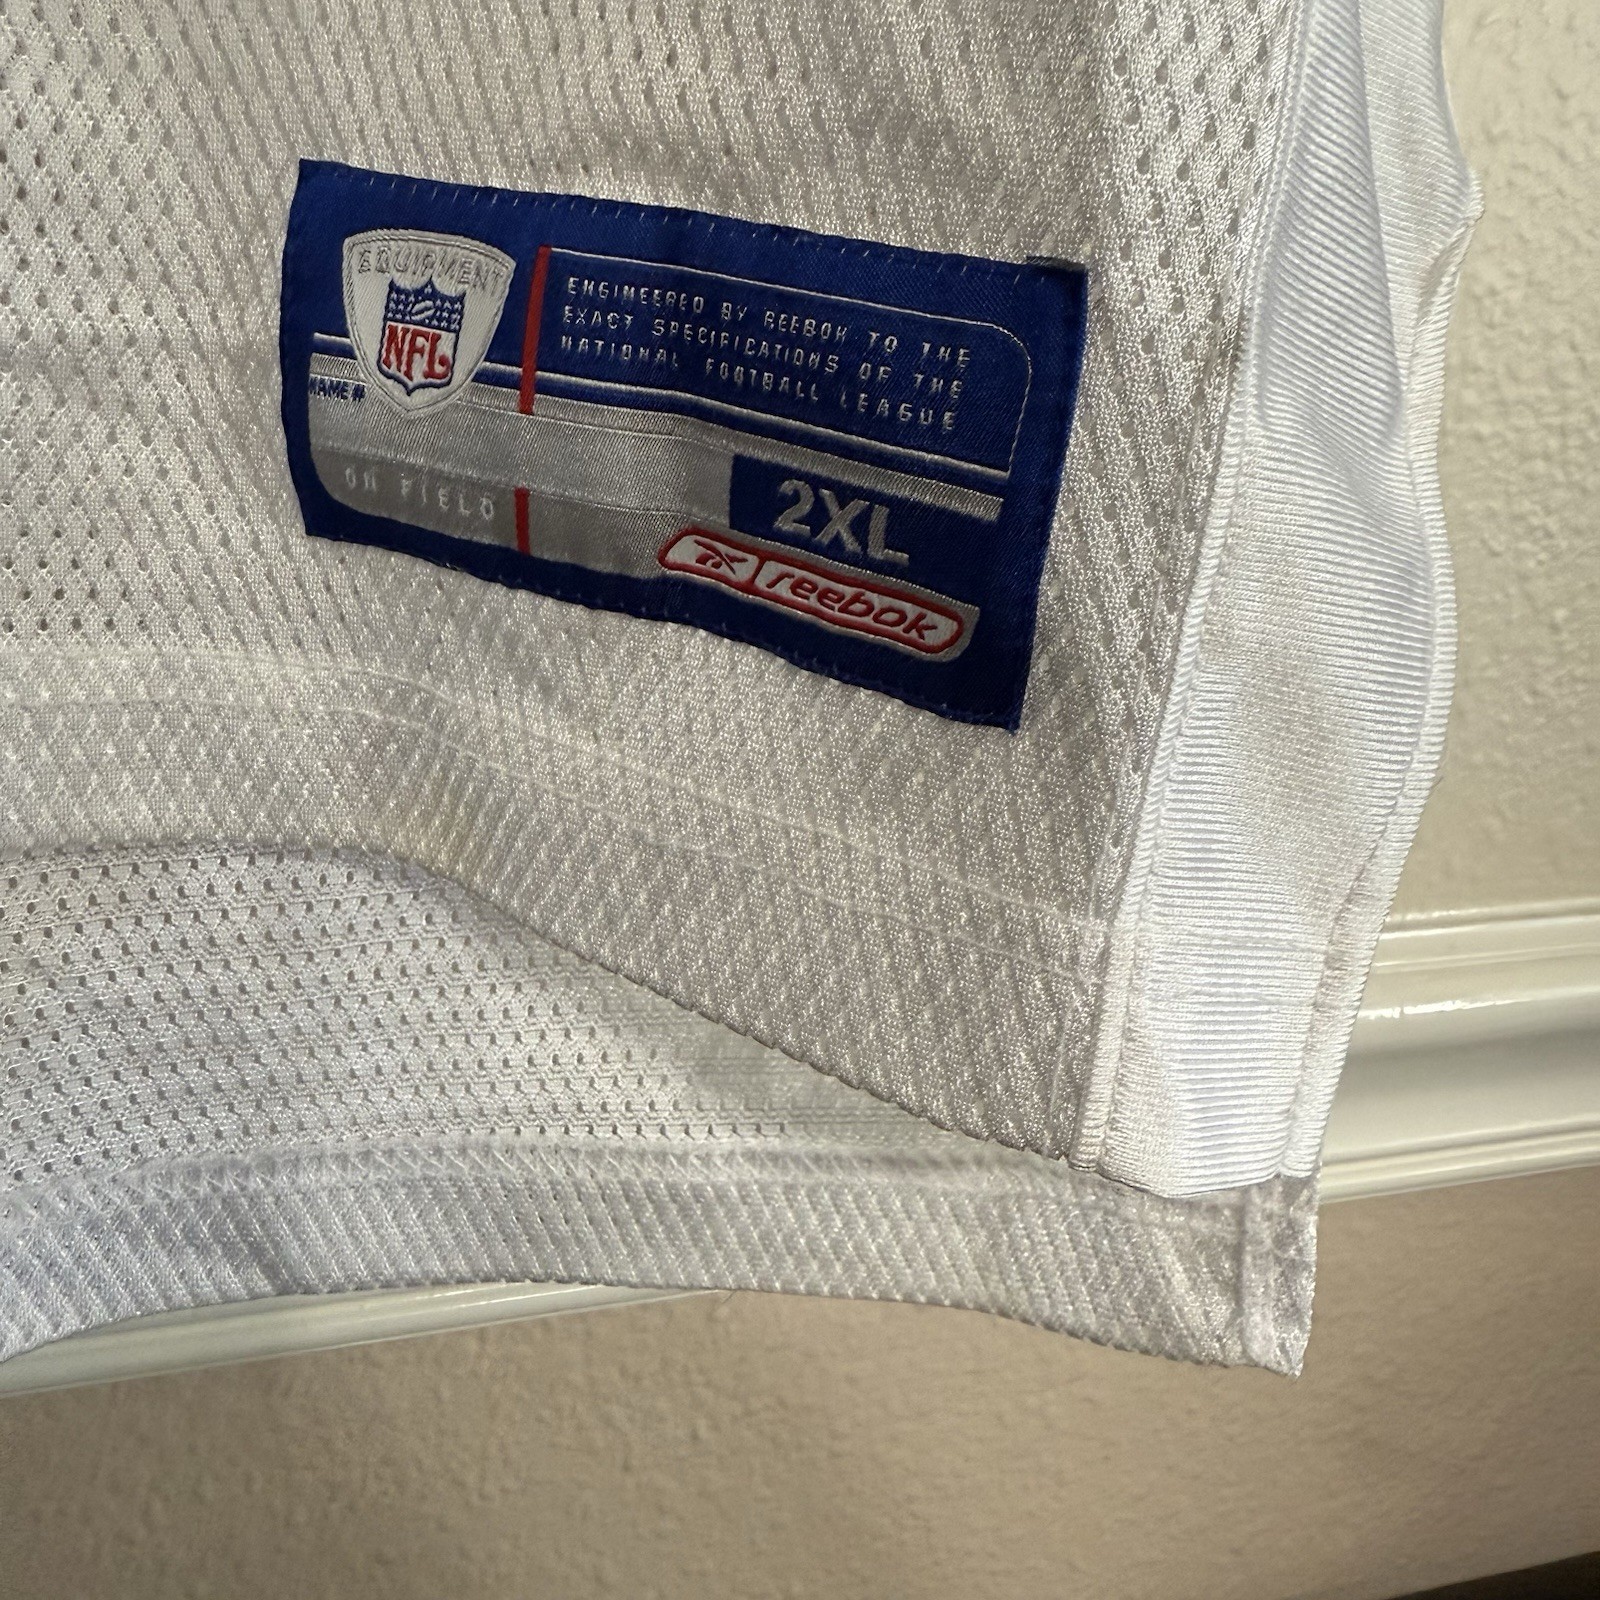 EQUIPMENT
NFL
ENGINEERED BY REEBOK TO THE
EXACT SPECIFICATIONS OF THE
NATIONAL FOOTBALL LEAGUE
NAME #
ON FIELD
2XL
reebok